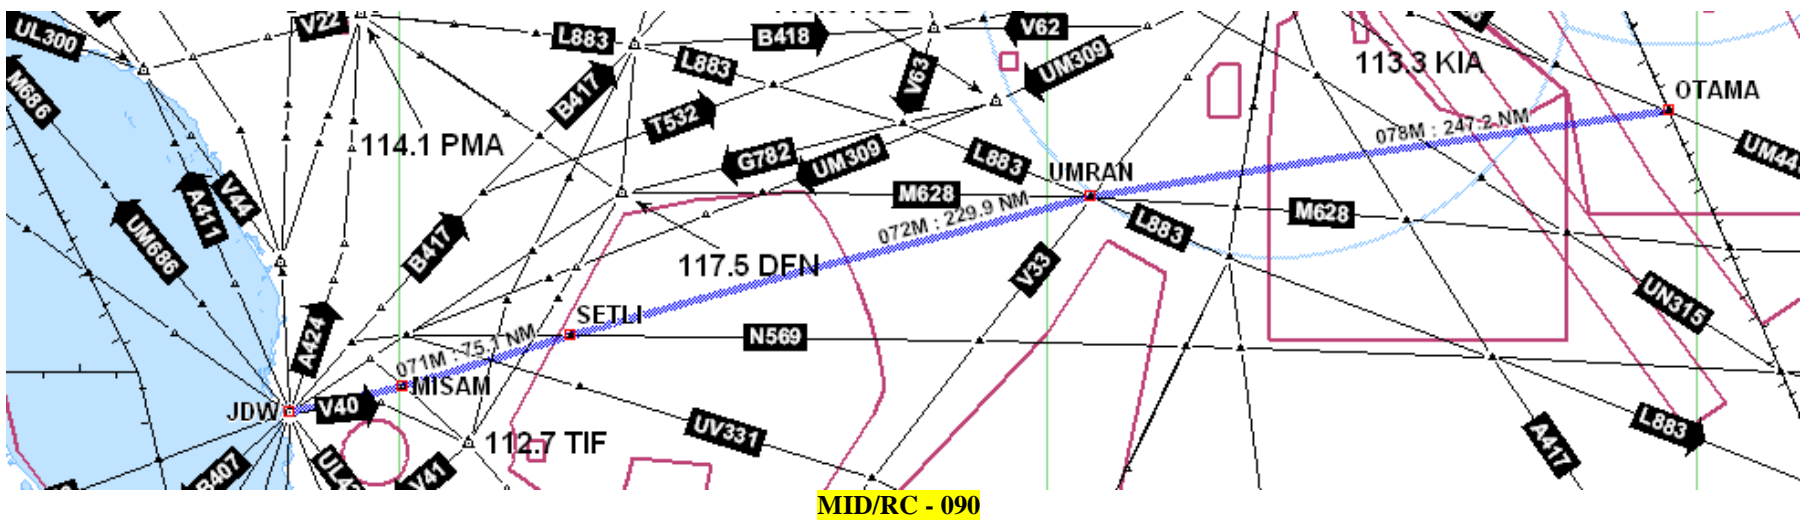 UL300
V22
L883
B418
V62
L883
UM309
113.3 KIA
OTAMA
M686
B417
V63
T532
078M : 247.2 NM
114.1 PMA
G782
UM309
L883
UMRAN
UM44
A411
V44
M628
M628
072M : 229.9 NM
L883
UM686
B417
117.5 DFN
V33
UN315
A424
SETLI
N569
071M : 75.1 NM
MISAM
JDW
V40
UV331
L883
112.7 TIF
A417
B407
V41
MID/RC - 090